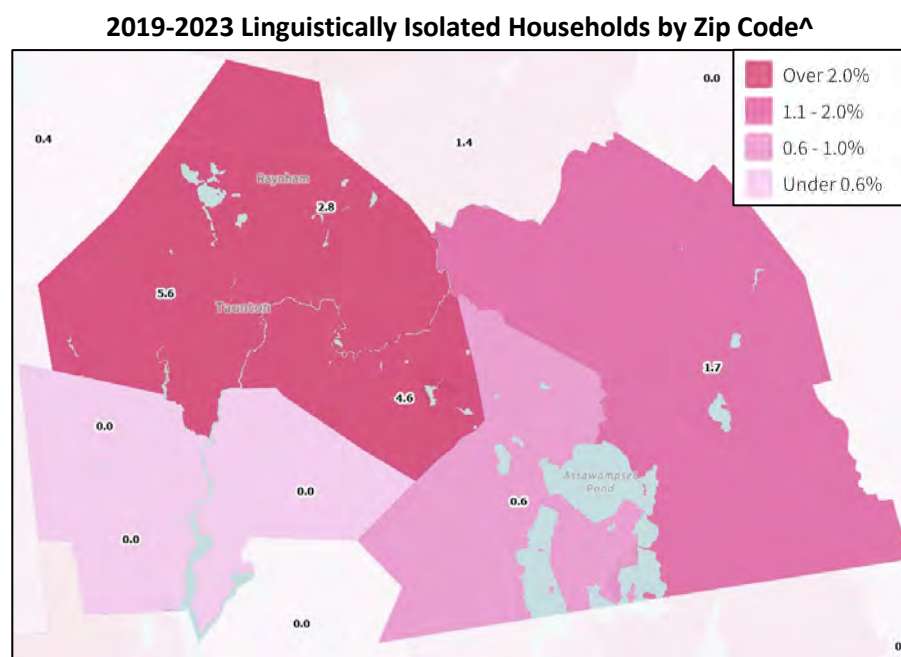 2019-2023 Linguistically Isolated Households by Zip Code^
Over 2.0%
1.1 - 2.0%
0.6 - 1.0%
Under 0.6%
0.0
0.4
1.4
Raynham
2.8
5.6
Taunton
1.7
4.6
0.0
Assawampsett
Pond
0.0
0.6
0.0
0.0